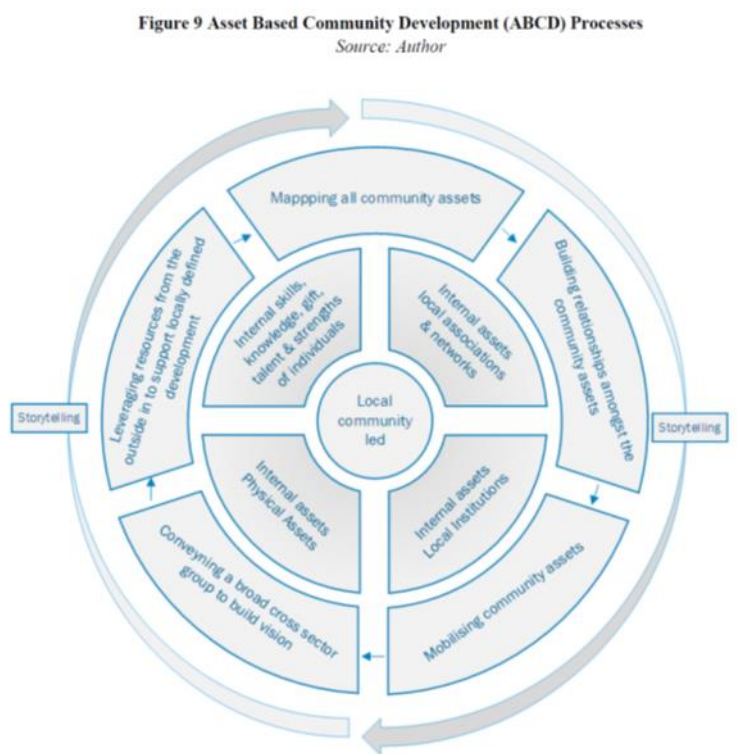 Figure 9 Asset Based Community Development (ABCD) Processes
Source: Author
Mappping all community assets
Building relationships amongst the
community assets
Mobilising community assets
Conveyning a broad cross sector
group to build vision
Leveraging resources from the
outside in to support locally defined
development
Internal skills,
knowledge, gift,
talent & strengths
of individuals
Internal assets
local associations
& networks
Internal assets
Local Institutions
Internal assets
Physical Assets
Local
community
led
Storytelling
Storytelling